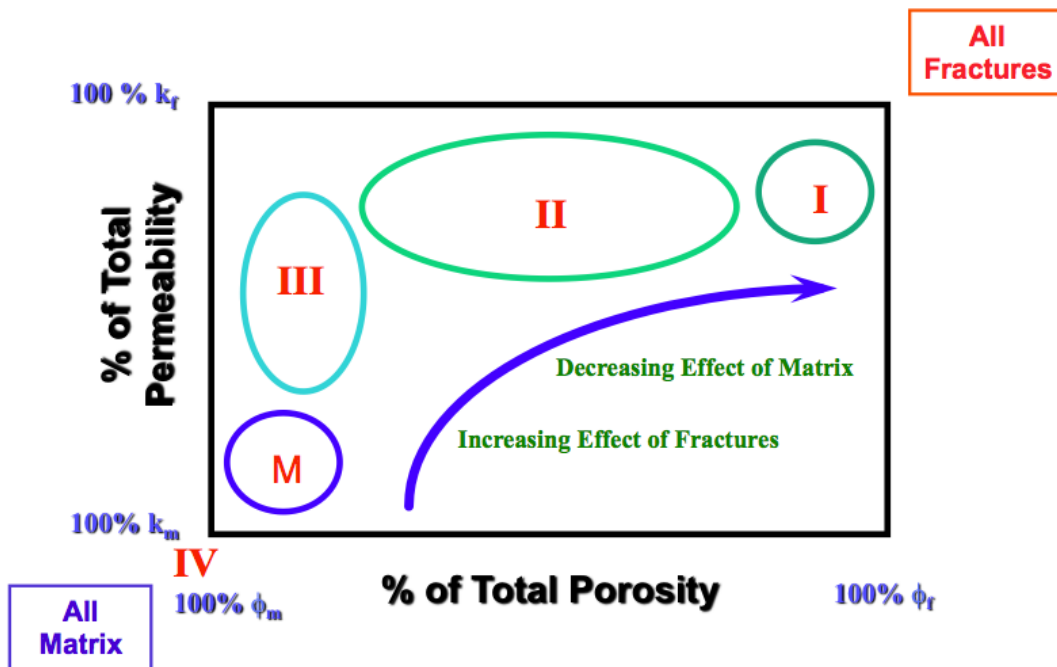 All
Fractures
100 % kf
% of Total
Permeability
I
II
III
Decreasing Effect of Matrix
Increasing Effect of Fractures
M
100% km
IV
% of Total Porosity
100% ϕm
100% ϕf
All
Matrix